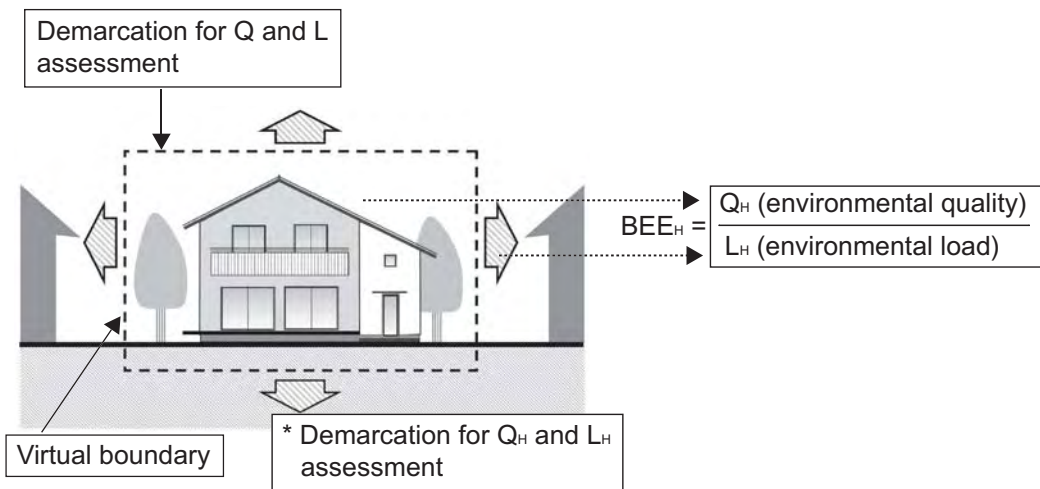 Demarcation for Q and L
assessment
BEEH =
QH (environmental quality)
LH (environmental load)
* Demarcation for QH and LH
assessment
Virtual boundary